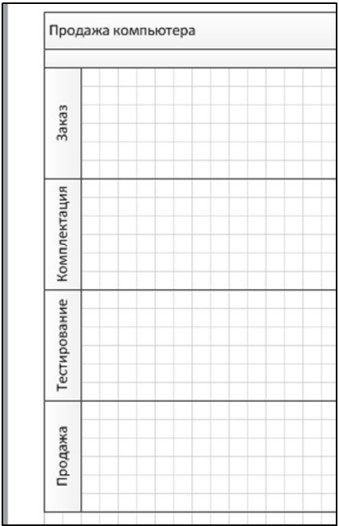 Продажа компьютера
Заказ
Комплектация
Тестирование
Продажа